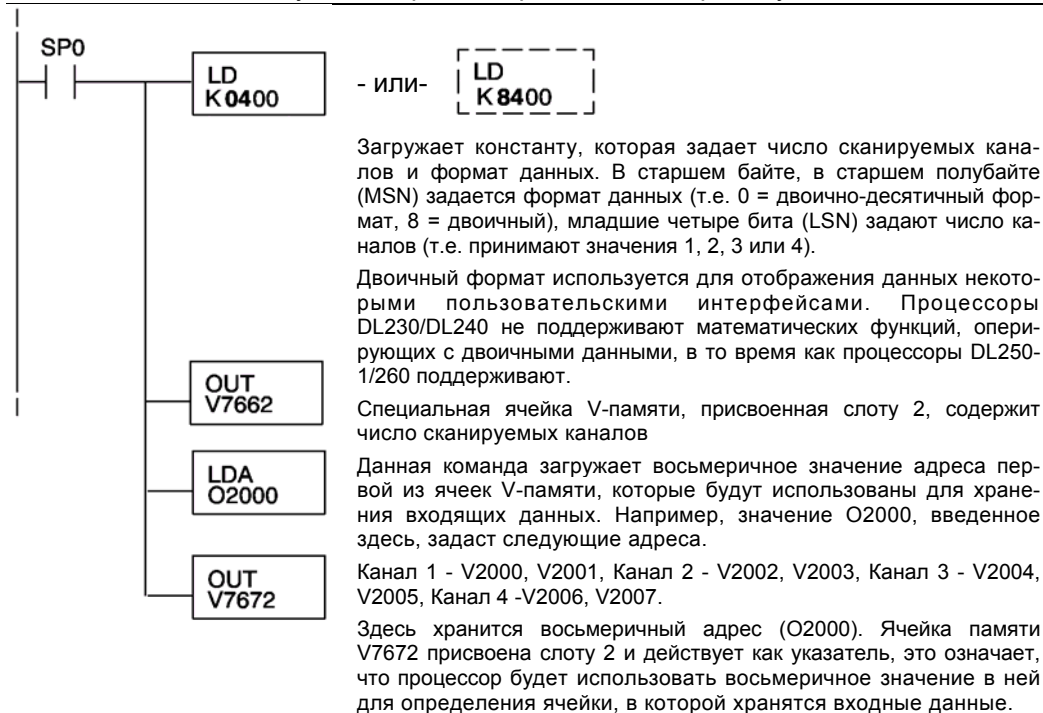 SP0
LD
K0400
- или-
LD
K8400
Загружает константу, которая задает число сканируемых кана-
лов и формат данных. В старшем байте, в старшем полубайте
(MSN) задается формат данных (т.е. 0 = двоично-десятичный фор-
мат, 8 = двоичный), младшие четыре бита (LSN) задают число ка-
налов (т.е. принимают значения 1, 2, 3 или 4).
Двоичный формат используется для отображения данных некото-
рыми пользовательскими интерфейсами. Процессоры
DL230/DL240 не поддерживают математических функций, опери-
рующих с двоичными данными, в то время как процессоры DL250-
1/260 поддерживают.
OUT
V7662
Специальная ячейка V-памяти, присвоенная слоту 2, содержит
число сканируемых каналов
LDA
O2000
Данная команда загружает восьмеричное значение адреса пер-
вой из ячеек V-памяти, которые будут использованы для хране-
ния входящих данных. Например, значение O2000, введенное
здесь, задаст следующие адреса.
OUT
V7672
Канал 1 - V2000, V2001, Канал 2 - V2002, V2003, Канал 3 - V2004,
V2005, Канал 4 -V2006, V2007.
Здесь хранится восьмеричный адрес (O2000). Ячейка памяти
V7672 присвоена слоту 2 и действует как указатель, это означает,
что процессор будет использовать восьмеричное значение в ней
для определения ячейки, в которой хранятся входные данные.